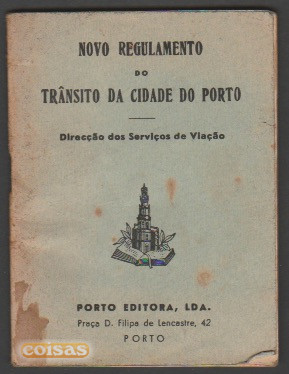 NOVO REGULAMENTO
DO
TRÂNSITO DA CIDADE DO PORTO
Direcção dos Serviços de Viação
PORTO EDITORA, LDA.
Praça D. Filipa de Lencastre, 42
PORTO
coisas